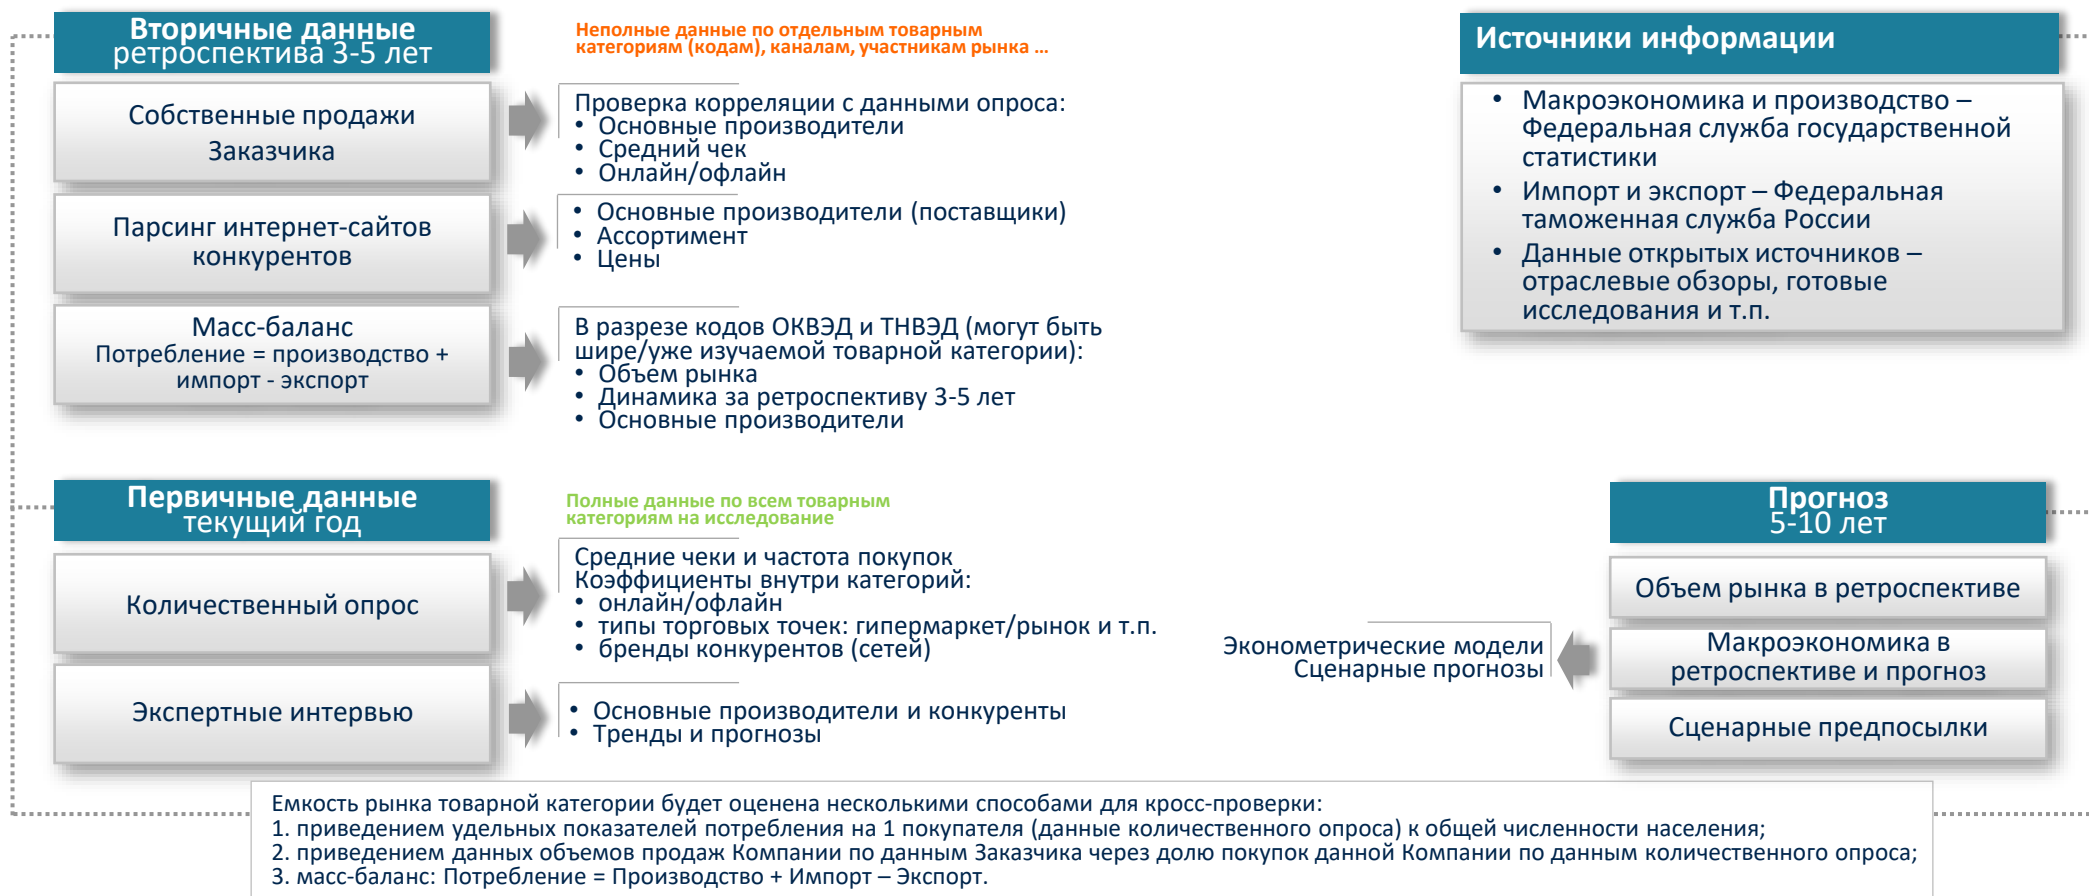 Вторичные данные
ретроспектива 3-5 лет
Неполные данные по отдельным товарным
категориям (кодам), каналам, участникам рынка ...
Собственные продажи
Заказчика
Проверка корреляции с данными опроса:
• Основные производители
• Средний чек
• Онлайн/офлайн
Парсинг интернет-сайтов
конкурентов
• Основные производители (поставщики)
• Ассортимент
• Цены
Масс-баланс
Потребление = производство +
импорт - экспорт
В разрезе кодов ОКВЭД и ТНВЭД (могут быть
шире/уже изучаемой товарной категории):
• Объем рынка
• Динамика за ретроспективу 3-5 лет
• Основные производители
Источники информации
• Макроэкономика и производство –
Федеральная служба государственной
статистики
• Импорт и экспорт – Федеральная
таможенная служба России
• Данные открытых источников –
отраслевые обзоры, готовые
исследования и т.п.
Первичные данные
текущий год
Полные данные по всем товарным
категориям на исследование
Количественный опрос
Средние чеки и частота покупок
Коэффициенты внутри категорий:
• онлайн/офлайн
• типы торговых точек: гипермаркет/рынок и т.п.
• бренды конкурентов (сетей)
Экспертные интервью
• Основные производители и конкуренты
• Тренды и прогнозы
Прогноз
5-10 лет
Объем рынка в ретроспективе
Макроэкономика в
ретроспективе и прогноз
Сценарные предпосылки
Эконометрические модели
Сценарные прогнозы
Емкость рынка товарной категории будет оценена несколькими способами для кросс-проверки:
1. приведением удельных показателей потребления на 1 покупателя (данные количественного опроса) к общей численности населения;
2. приведением данных объемов продаж Компании по данным Заказчика через долю покупок данной Компании по данным количественного опроса;
3. масс-баланс: Потребление = Производство + Импорт – Экспорт.